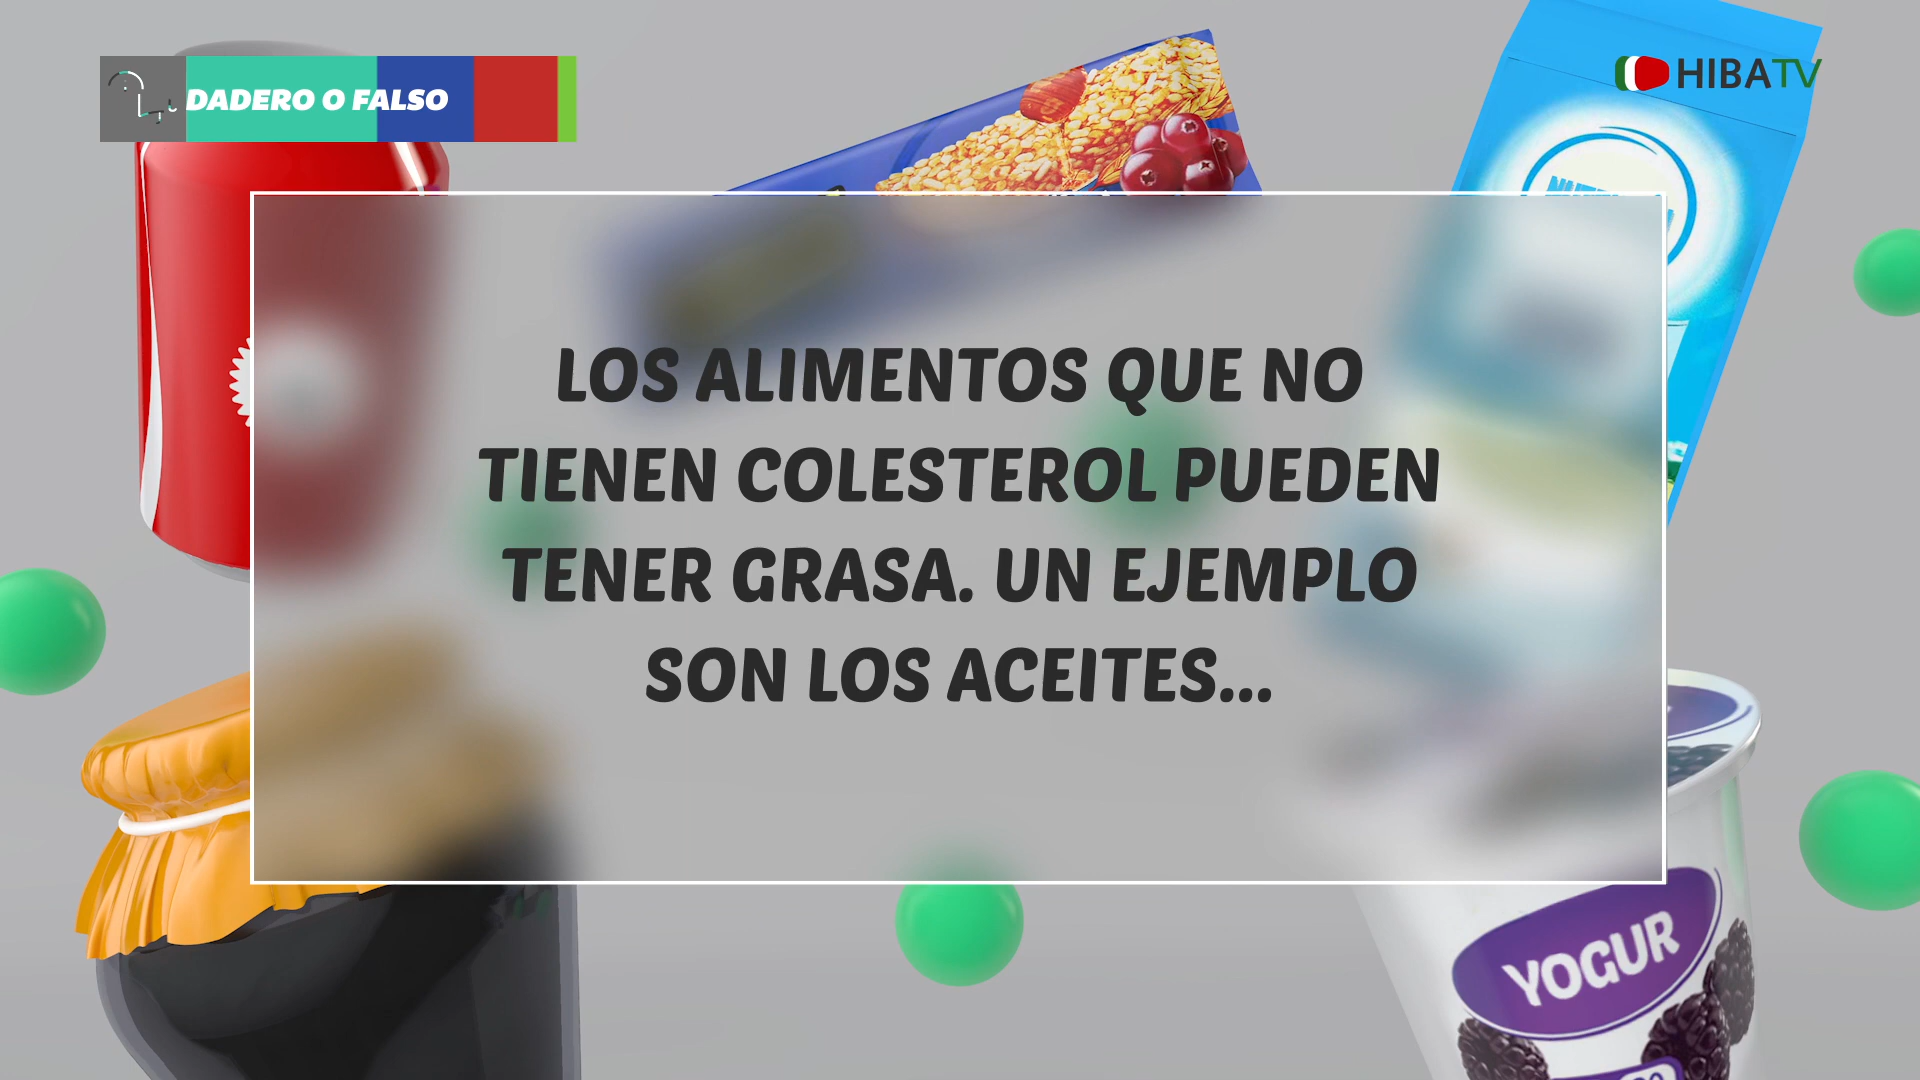 DADERO O FALSO
HIBATV
LOS ALIMENTOS QUE NO
TIENEN COLESTEROL PUEDEN
TENER GRASA. UN EJEMPLO
SON LOS ACEITES...
YOGUR